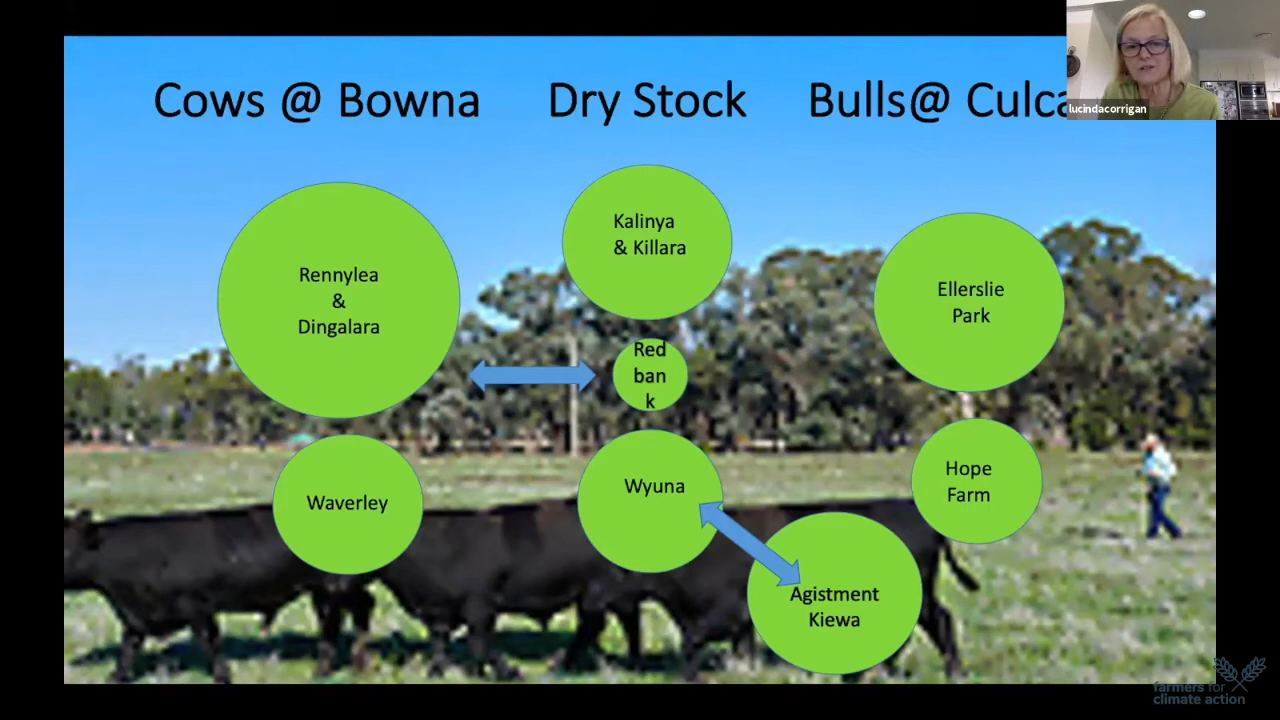 Cows @ Bowna
Dry Stock
Bulls@ Culca
lucindacorrigan
Rennylea
&
Dingalara
Waverley
Kalinya
& Killara
Red
ban
k
Wyuna
Agistment
Kiewa
Ellerslie
Park
Hope
Farm
farmers for
climate action